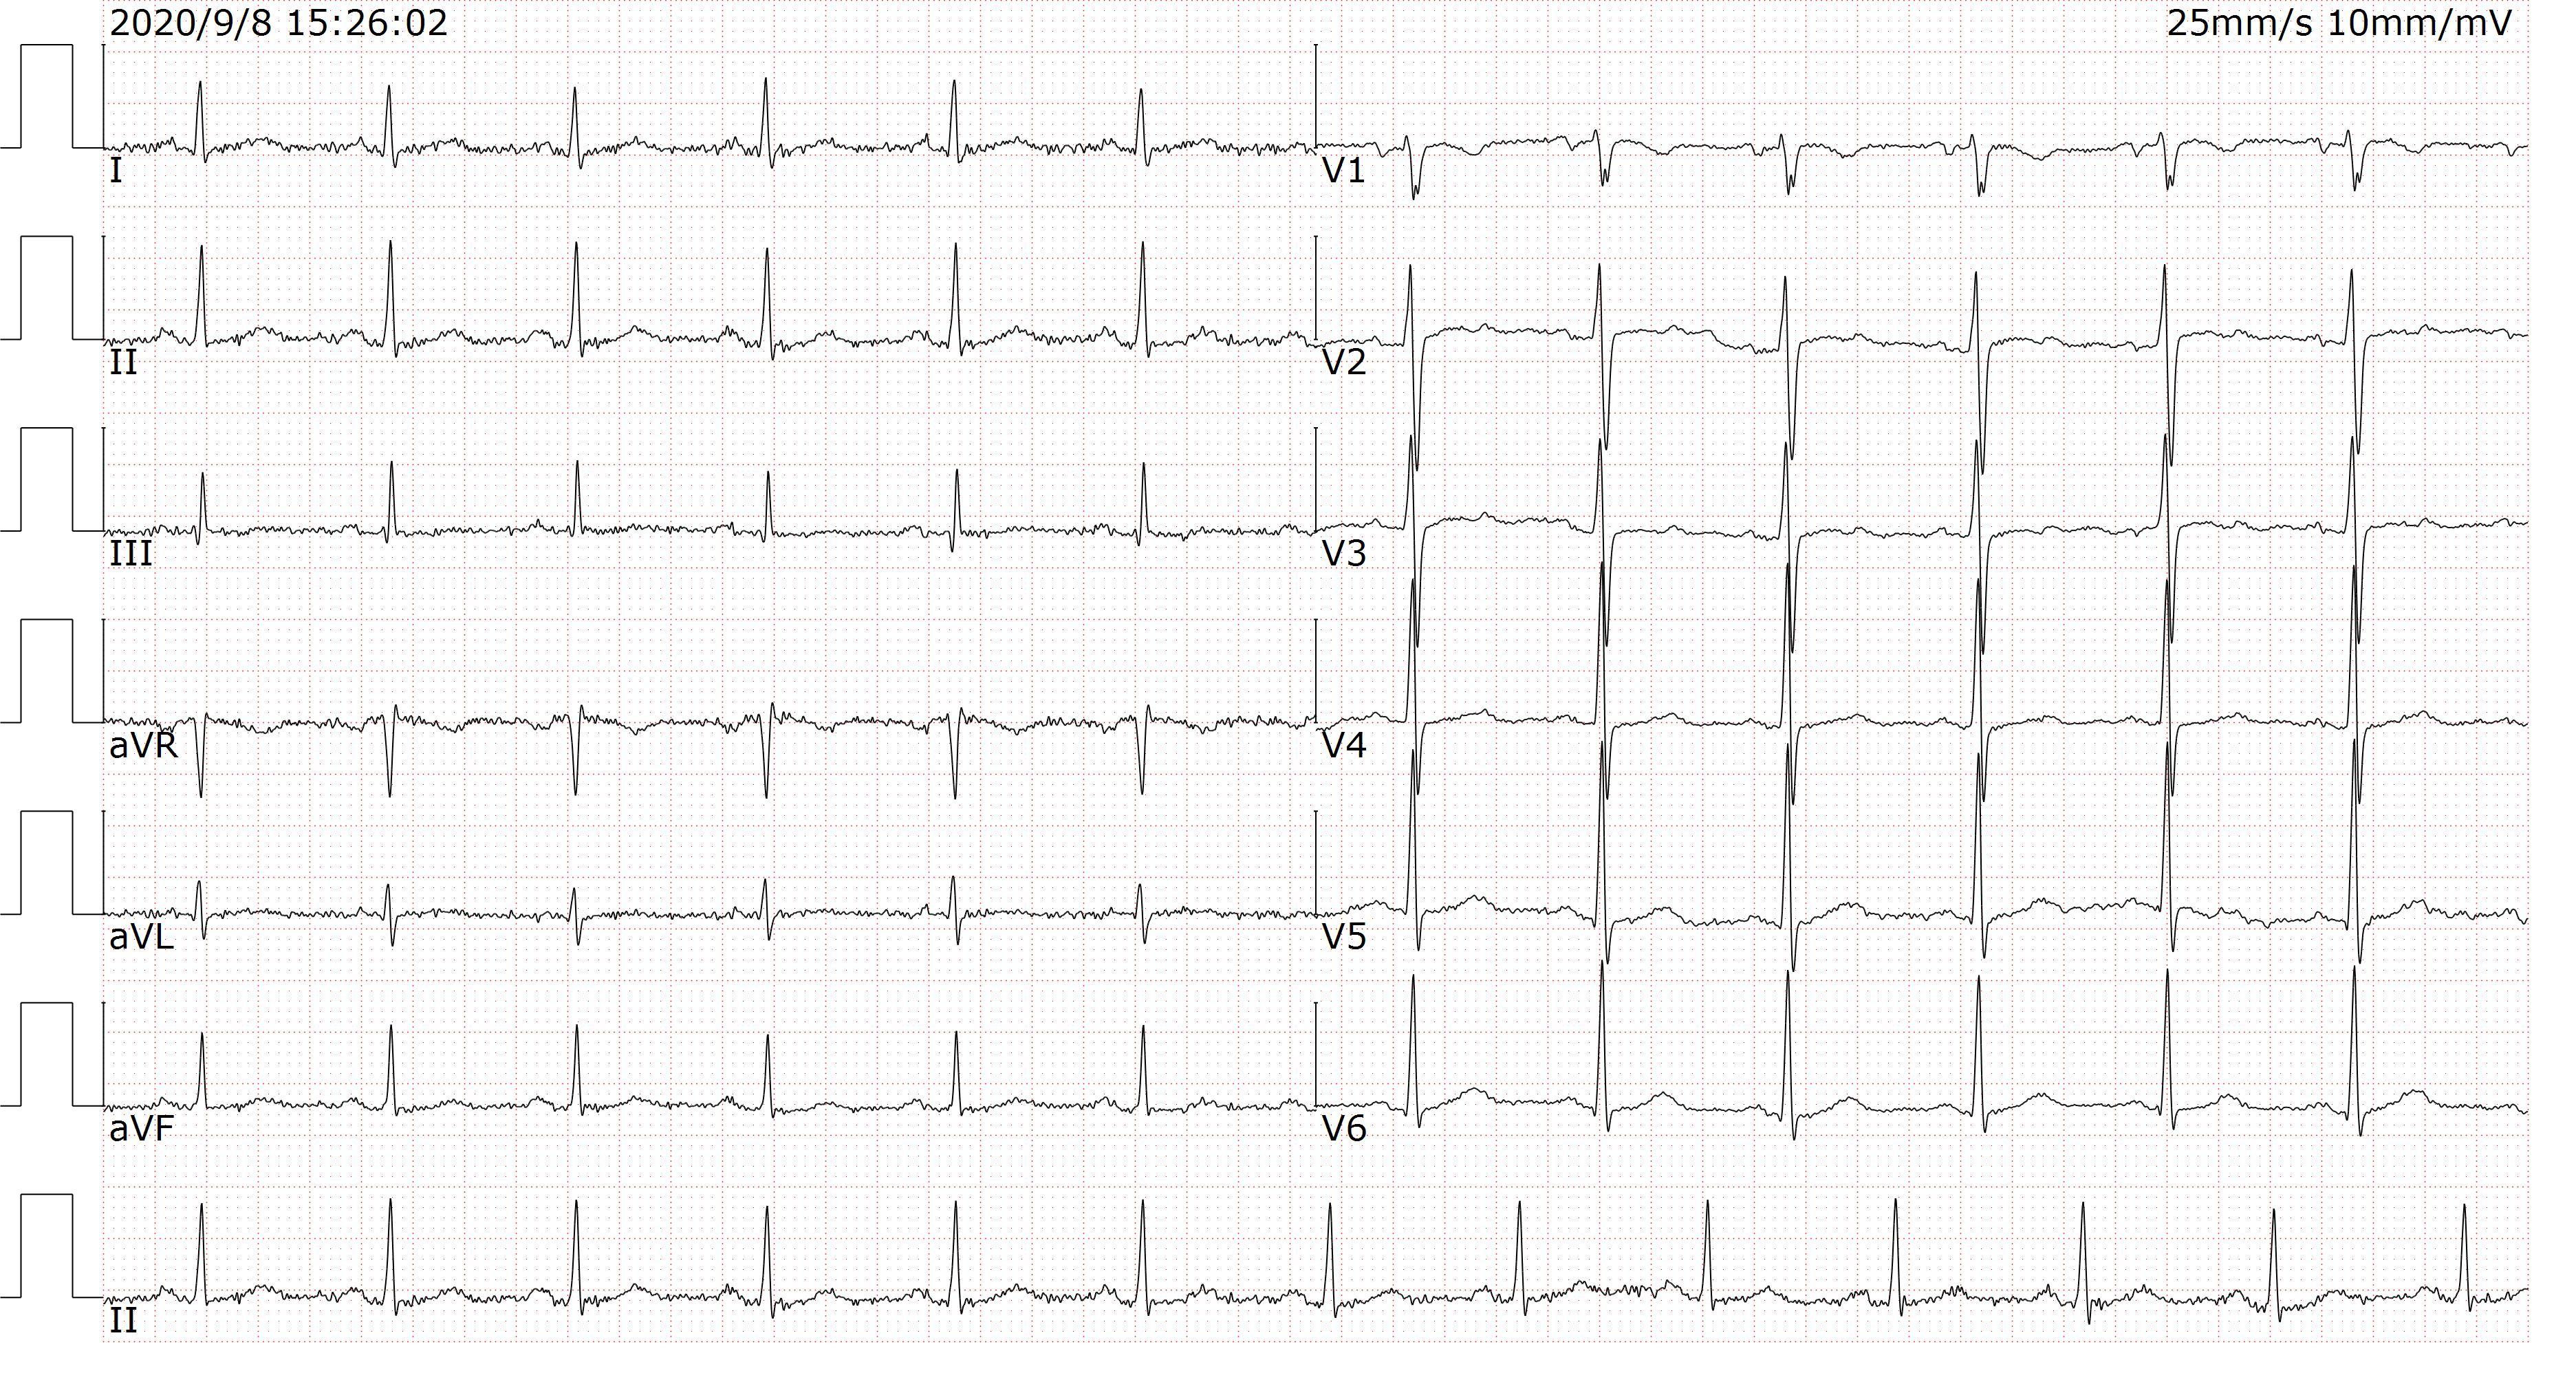 2020/9/8 15:26:02 25mm/s 10mm/mV
I V1
II V2
III V3
aVR V4
aVL V5
aVF V6
II